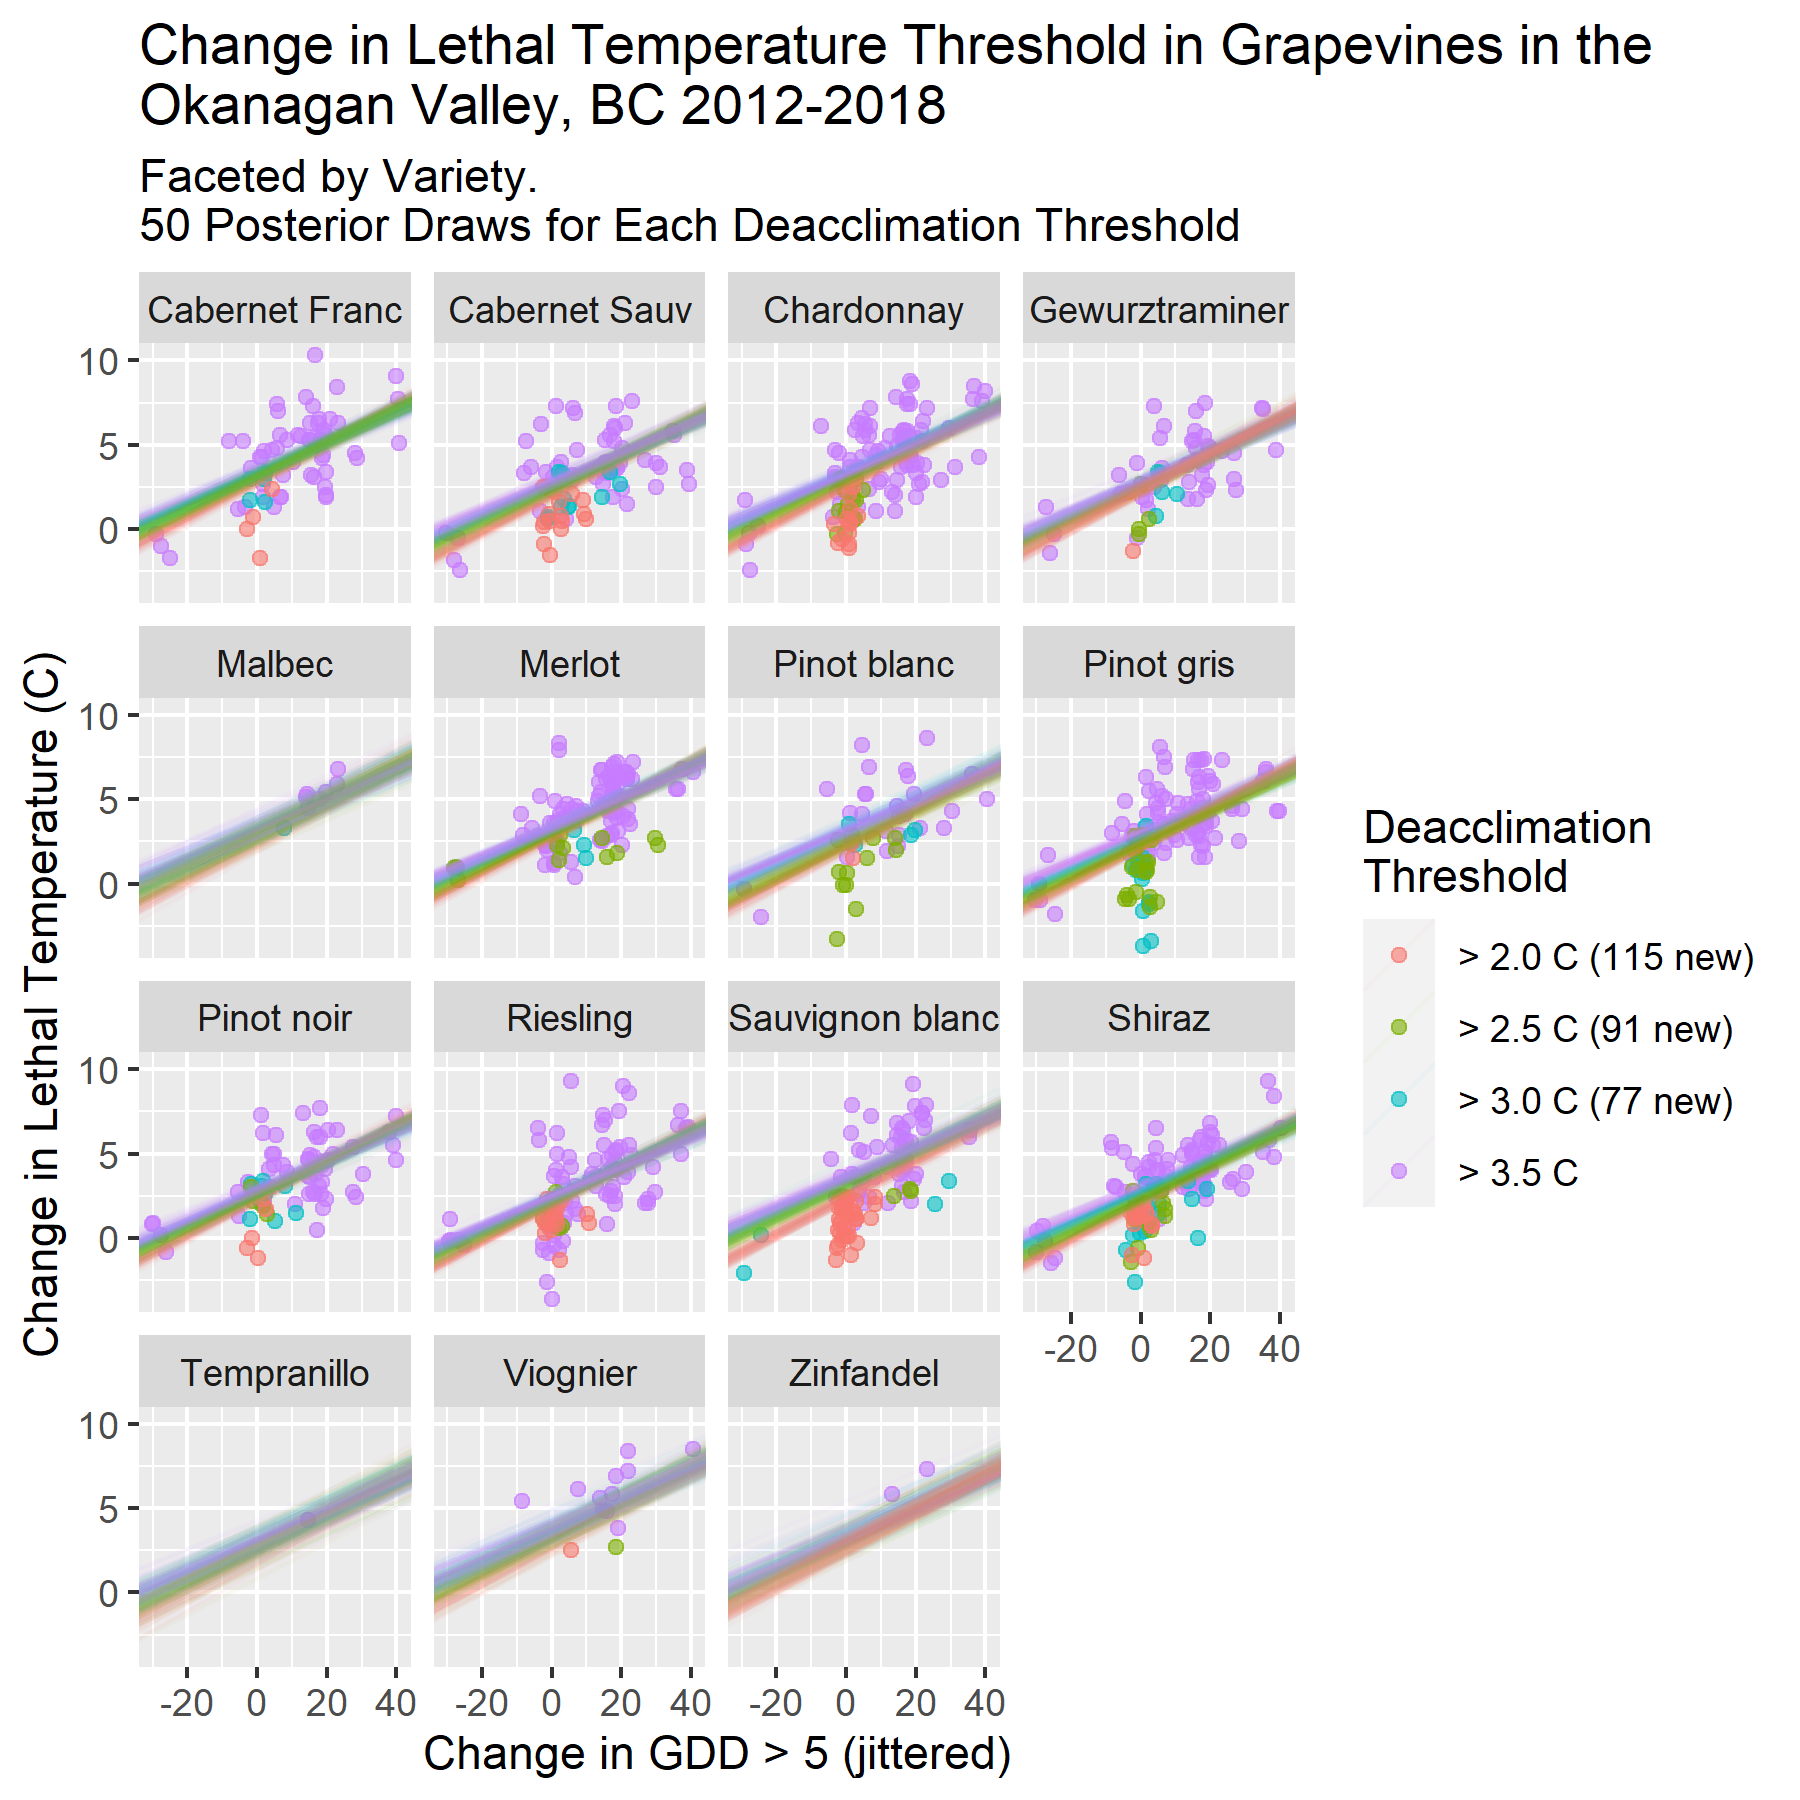 Change in Lethal Temperature Threshold in Grapevines in the
Okanagan Valley, BC 2012-2018
Faceted by Variety.
50 Posterior Draws for Each Deacclimation Threshold
Cabernet Franc
Cabernet Sauv
Chardonnay
Gewurztraminer
10
5
0
Malbec
Merlot
Pinot blanc
Pinot gris
10
5
0
Pinot noir
Riesling
Sauvignon blanc
Shiraz
10
5
0
-20 0 20 40
Tempranillo
Viognier
Zinfandel
10
5
0
-20 0 20 40
-20 0 20 40
-20 0 20 40
Change in GDD > 5 (jittered)
Change in Lethal Temperature (C)
Deacclimation
Threshold
> 2.0 C (115 new)
> 2.5 C (91 new)
> 3.0 C (77 new)
> 3.5 C